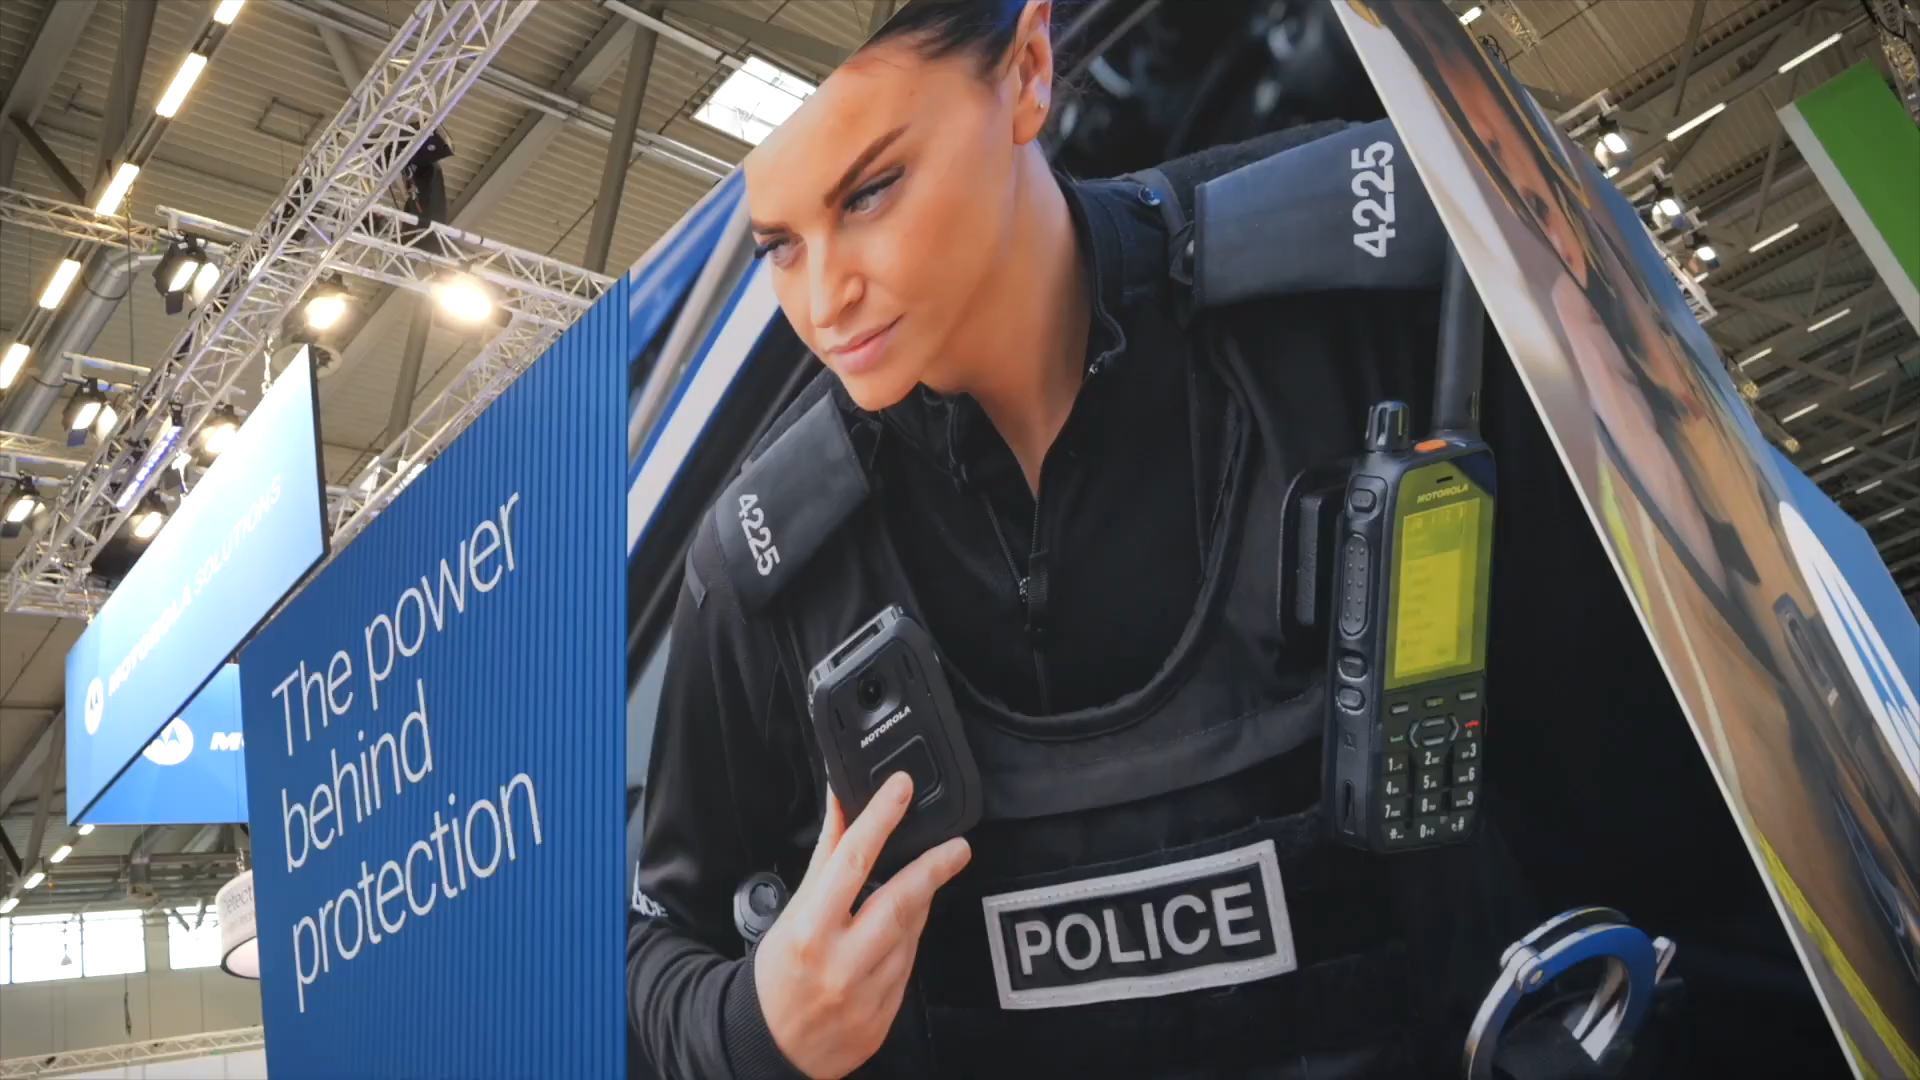 MOTOROLA SOLUTIONS
The power
behind
protection
4225
4225
MOTOROLA
MOTOROLA
POLICE